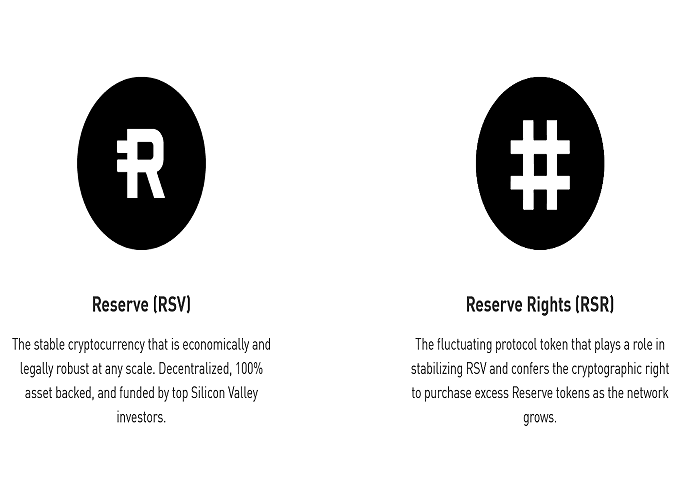 Reserve (RSV)
The stable cryptocurrency that is economically and
legally robust at any scale. Decentralized, 100%
asset backed, and funded by top Silicon Valley
investors.
Reserve Rights (RSR)
The fluctuating protocol token that plays a role in
stabilizing RSV and confers the cryptographic right
to purchase excess Reserve tokens as the network
grows.